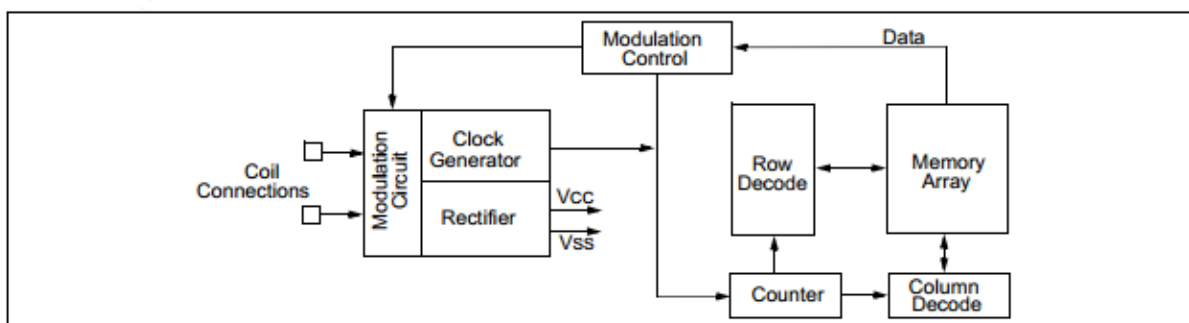 Modulation
Control
Data
Coil
Connections
Modulation
Circuit
Clock
Generator
Rectifier
Vcc
Vss
Row
Decode
Memory
Array
Counter
Column
Decode